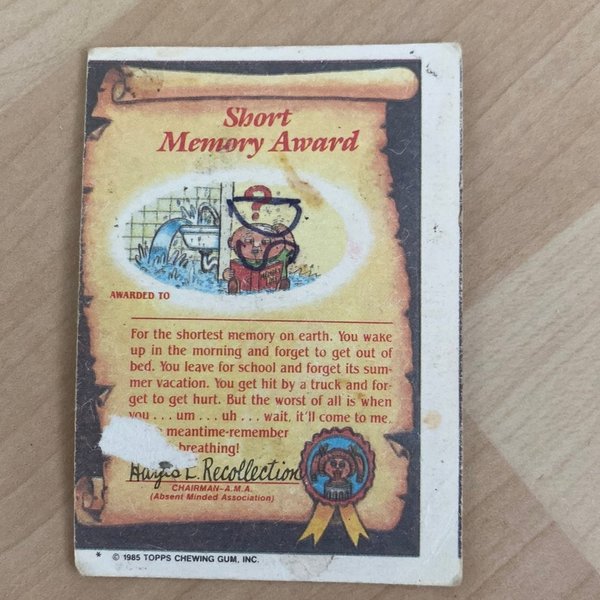 Short
Memory Award
?
AWARDED TO
For the shortest memory on earth. You wake
up in the morning and forget to get out of
bed. You leave for school and forget its sum-
mer vacation. You get hit by a truck and for-
get to get hurt. But the worst of all is when
you . . . um . . . uh . . . wait, it'll come to me.
meantime-remember
breathing!
Recollection
CHAIRMAN-A.M.A.
(Absent Minded Association)
* © 1985 TOPPS CHEWING GUM, INC.